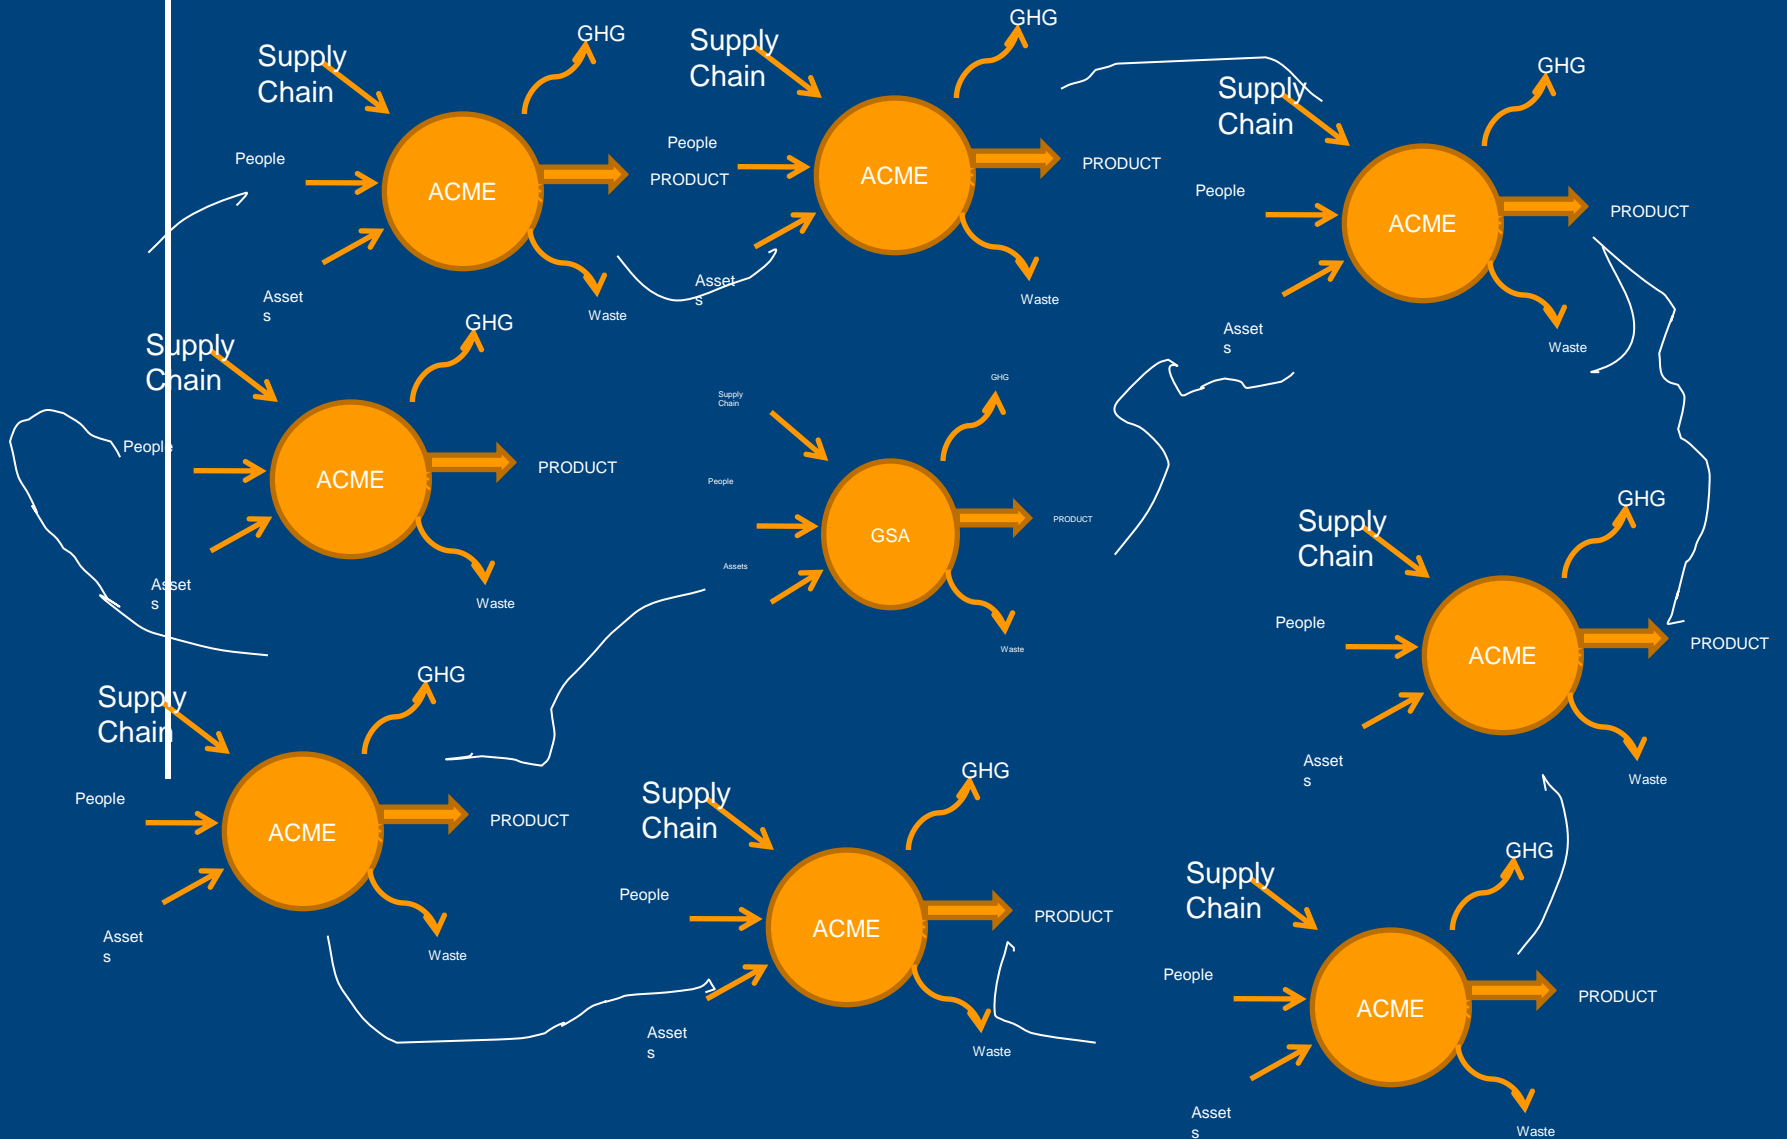 GHG
Supply
Chain
People
ACME
PRODUCT
Asset
s
Waste
GHG
Supply
Chain
People
ACME
PRODUCT
Asset
s
Waste
GHG
Supply
Chain
People
ACME
PRODUCT
Asset
s
Waste
GHG
Supply
Chain
People
ACME
PRODUCT
Asset
s
Waste
GHG
Supply
Chain
People
GSA
PRODUCT
Assets
Waste
GHG
Supply
Chain
People
ACME
PRODUCT
Asset
s
Waste
GHG
Supply
Chain
People
ACME
PRODUCT
Asset
s
Waste
GHG
Supply
Chain
People
ACME
PRODUCT
Asset
s
Waste
GHG
Supply
Chain
People
ACME
PRODUCT
Asset
s
Waste